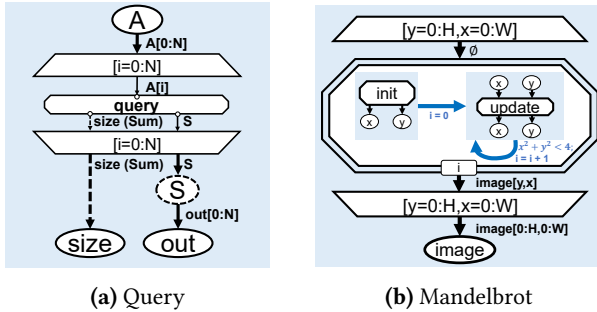 A
A[0:N]
[i=0:N]
A[i]
query
size (Sum) S
[i=0:N]
size (Sum) S
S
out[0:N]
size out
(a) Query
[y=0:H,x=0:W]
∅
init
x y
i = 0
x y
update
x y
x² + y² < 4;
i = i + 1
i
image[y,x]
[y=0:H,x=0:W]
image[0:H,0:W]
image
(b) Mandelbrot